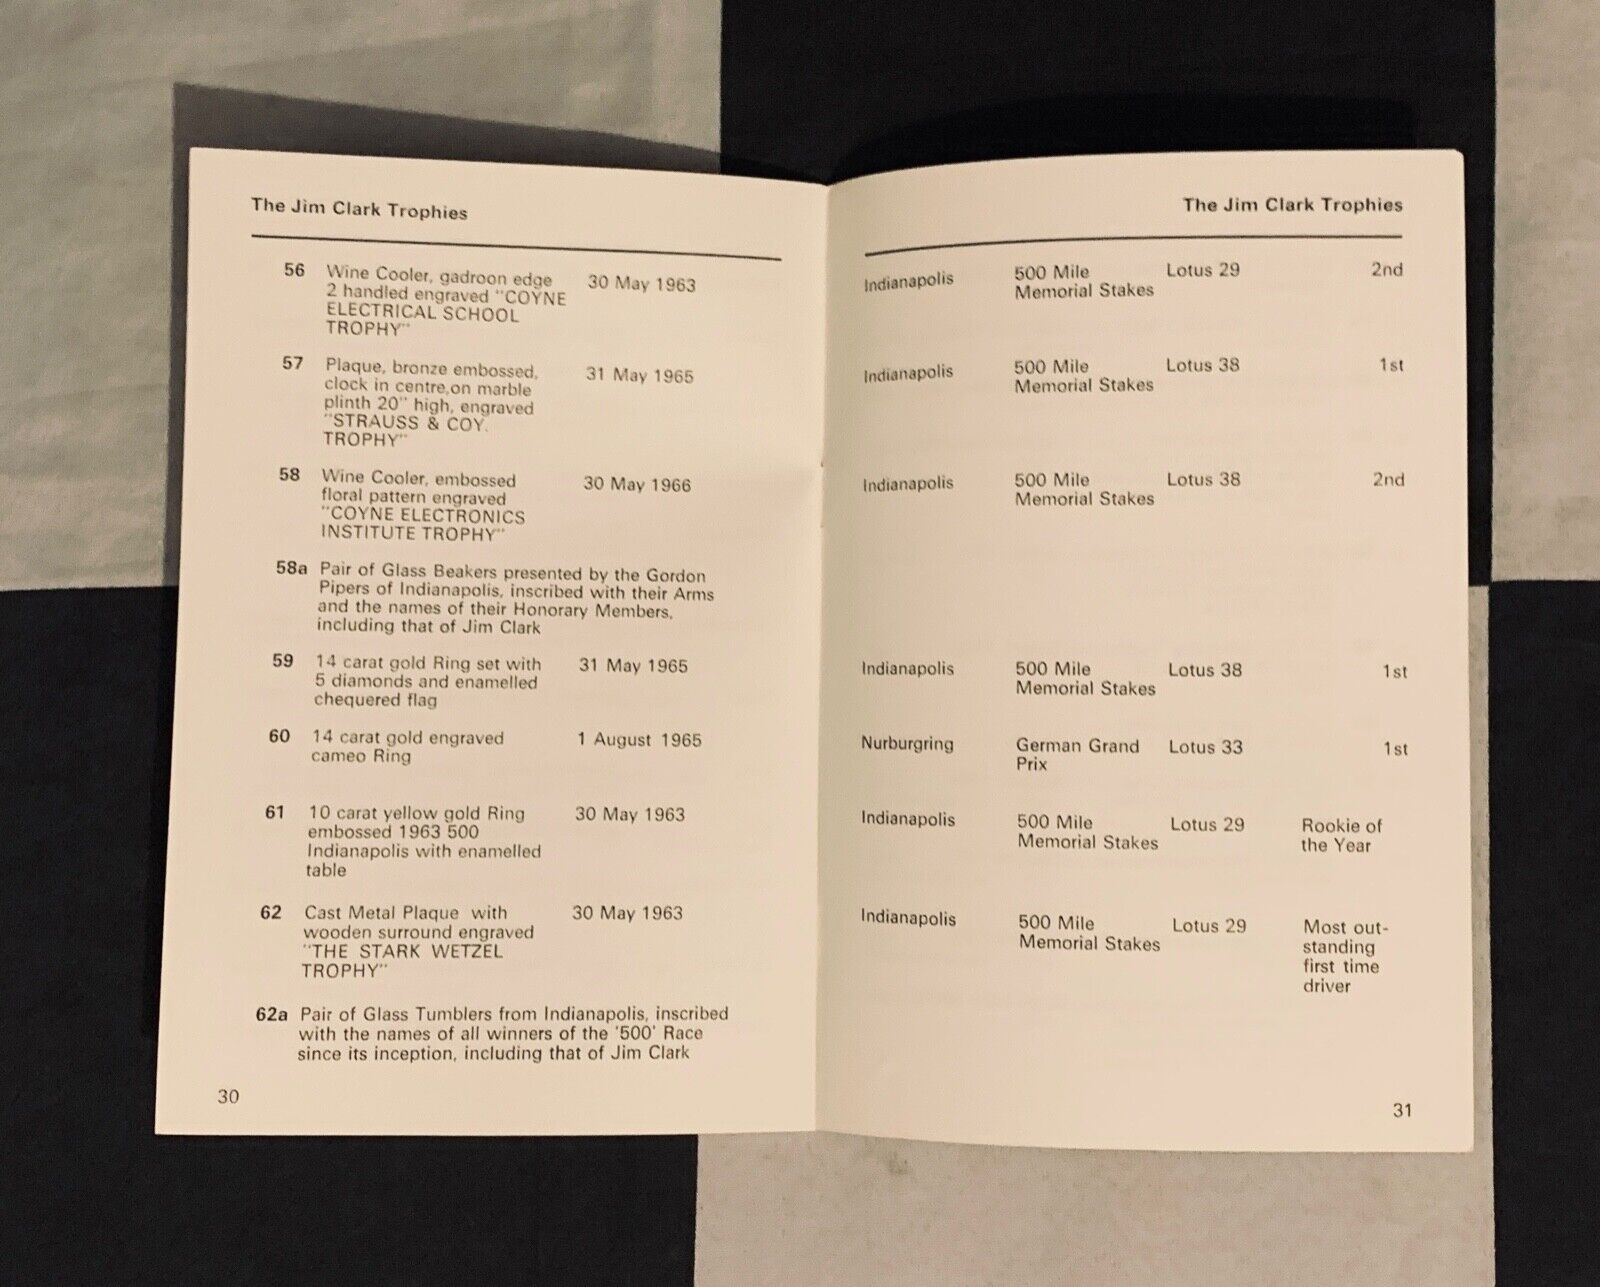 The Jim Clark Trophies
56 Wine Cooler, gadroon edge 30 May 1963
2 handled engraved "COYNE
ELECTRICAL SCHOOL
TROPHY"
57 Plaque, bronze embossed, 31 May 1965
clock in centre,on marble
plinth 20" high, engraved
"STRAUSS & COY.
TROPHY"
58 Wine Cooler, embossed 30 May 1966
floral pattern engraved
"COYNE ELECTRONICS
INSTITUTE TROPHY"
58a Pair of Glass Beakers presented by the Gordon
Pipers of Indianapolis, inscribed with their Arms
and the names of their Honorary Members,
including that of Jim Clark
59 14 carat gold Ring set with 31 May 1965
5 diamonds and enamelled
chequered flag
60 14 carat gold engraved 1 August 1965
cameo Ring
61 10 carat yellow gold Ring 30 May 1963
embossed 1963 500
Indianapolis with enamelled
table
62 Cast Metal Plaque with 30 May 1963
wooden surround engraved
"THE STARK WETZEL
TROPHY"
62a Pair of Glass Tumblers from Indianapolis, inscribed
with the names of all winners of the '500' Race
since its inception, including that of Jim Clark
30
The Jim Clark Trophies
Indianapolis 500 Mile Lotus 29 2nd
Memorial Stakes
Indianapolis 500 Mile Lotus 38 1st
Memorial Stakes
Indianapolis 500 Mile Lotus 38 2nd
Memorial Stakes
Indianapolis 500 Mile Lotus 38 1st
Memorial Stakes
Nurburgring German Grand Lotus 33 1st
Prix
Indianapolis 500 Mile Lotus 29 Rookie of
Memorial Stakes the Year
Indianapolis 500 Mile Lotus 29 Most out-
Memorial Stakes standing
first time
driver
31